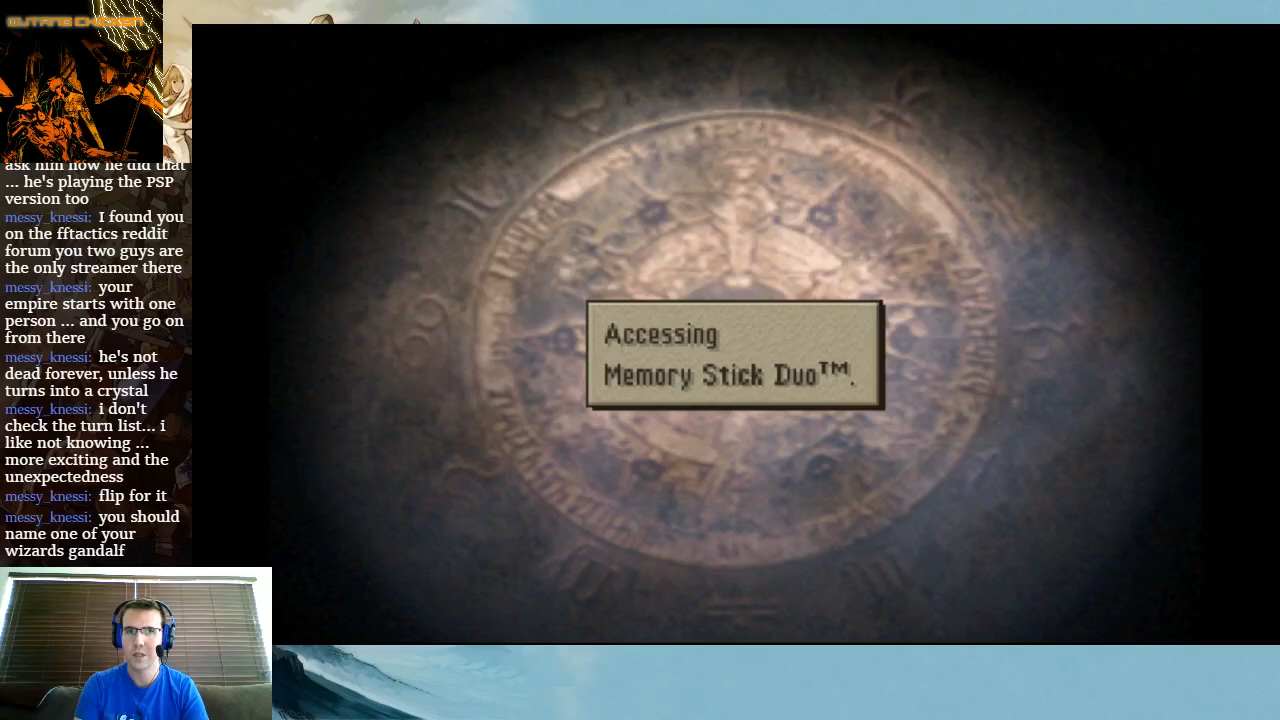 WUTANG CHICKEN
ask him how he did that
... he's playing the PSP
version too
messy_knessi: I found you
on the fftactics reddit
forum you two guys are
the only streamer there
messy_knessi: your
empire starts with one
person ... and you go on
from there
messy_knessi: he's not
dead forever, unless he
turns into a crystal
messy_knessi: i don't
check the turn list... i
like not knowing ...
more exciting and the
unexpectedness
messy_knessi: flip for it
messy_knessi: you should
name one of your
wizards gandalf
Accessing
Memory Stick Duo™.